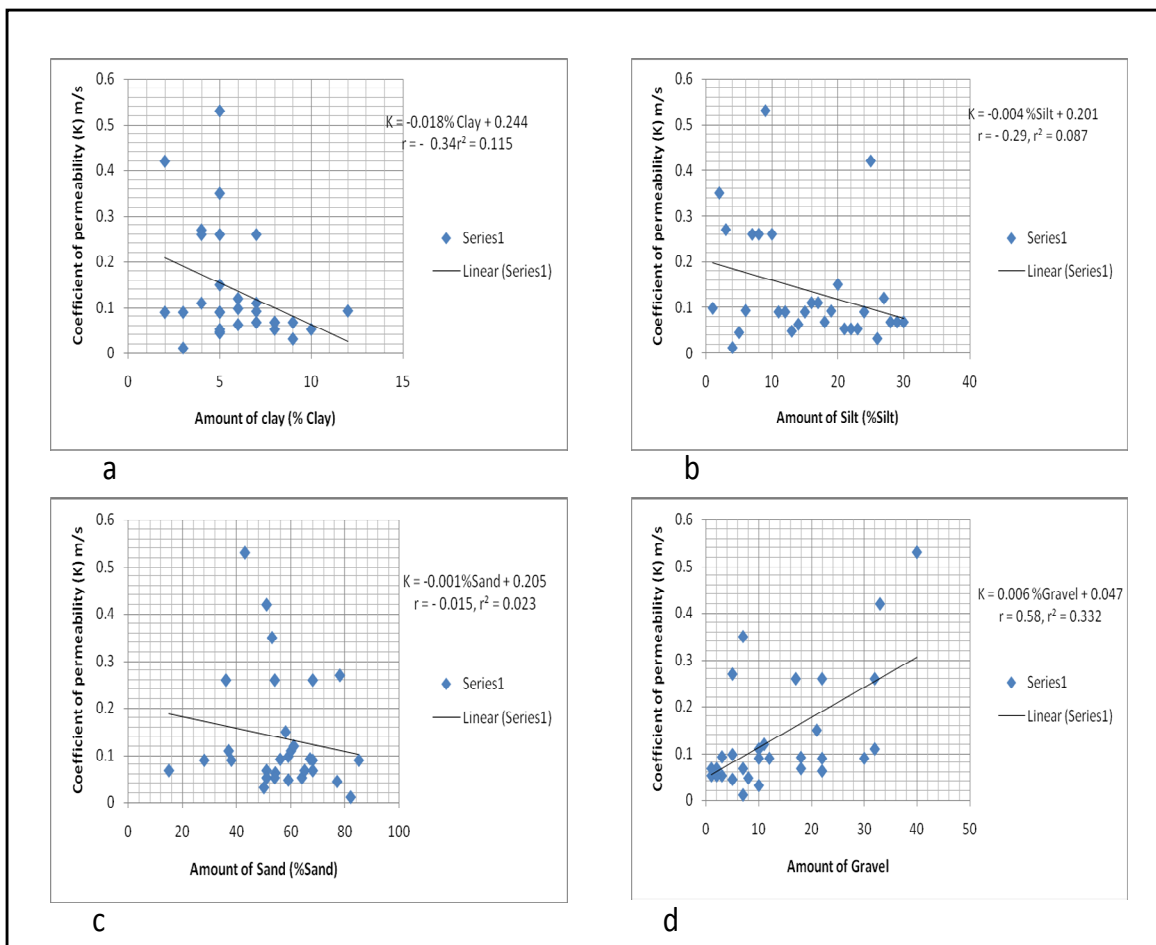 0.6
0.5
0.4
0.3
0.2
0.1
0
Coefficient of permeability (K) m/s
K = -0.018% Clay + 0.244
r = - 0.34r² = 0.115
Series1
Linear (Series1)
0 5 10 15
Amount of clay (% Clay)
a
0.6
0.5
0.4
0.3
0.2
0.1
0
Coefficient of permeability (K) m/s
K = -0.004 %Silt + 0.201
r = - 0.29, r² = 0.087
Series1
Linear (Series1)
0 10 20 30 40
Amount of Silt (%Silt)
b
0.6
0.5
0.4
0.3
0.2
0.1
0
Coefficient of permeability (K) m/s
K = -0.001%Sand + 0.205
r = - 0.015, r² = 0.023
Series1
Linear (Series1)
0 20 40 60 80 100
Amount of Sand (%Sand)
c
0.6
0.5
0.4
0.3
0.2
0.1
0
Coefficient of permeability (K) m/s
K = 0.006 %Gravel + 0.047
r = 0.58, r² = 0.332
Series1
Linear (Series1)
0 10 20 30 40 50
Amount of Gravel
d